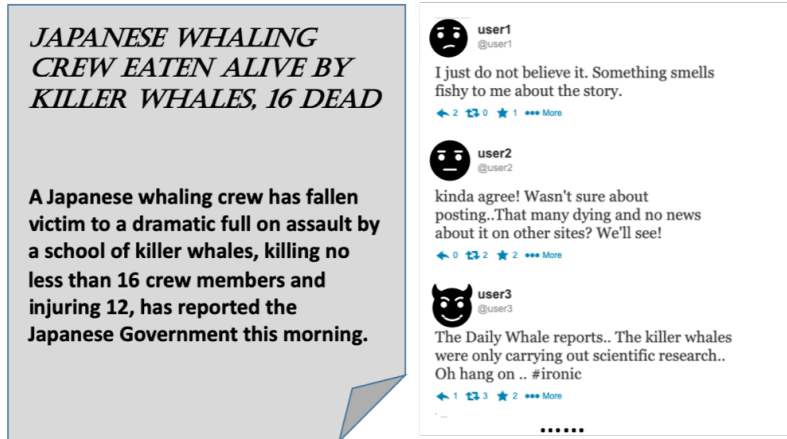 JAPANESE WHALING
CREW EATEN ALIVE BY
KILLER WHALES, 16 DEAD
A Japanese whaling crew has fallen
victim to a dramatic full on assault by
a school of killer whales, killing no
less than 16 crew members and
injuring 12, has reported the
Japanese Government this morning.
user1
@user1
I just do not believe it. Something smells
fishy to me about the story.
2 0 1 ••• More
user2
@user2
kinda agree! Wasn't sure about
posting..That many dying and no news
about it on other sites? We'll see!
0 2 2 ••• More
user3
@user3
The Daily Whale reports.. The killer whales
were only carrying out scientific research..
Oh hang on .. #ironic
1 3 2 ••• More
......